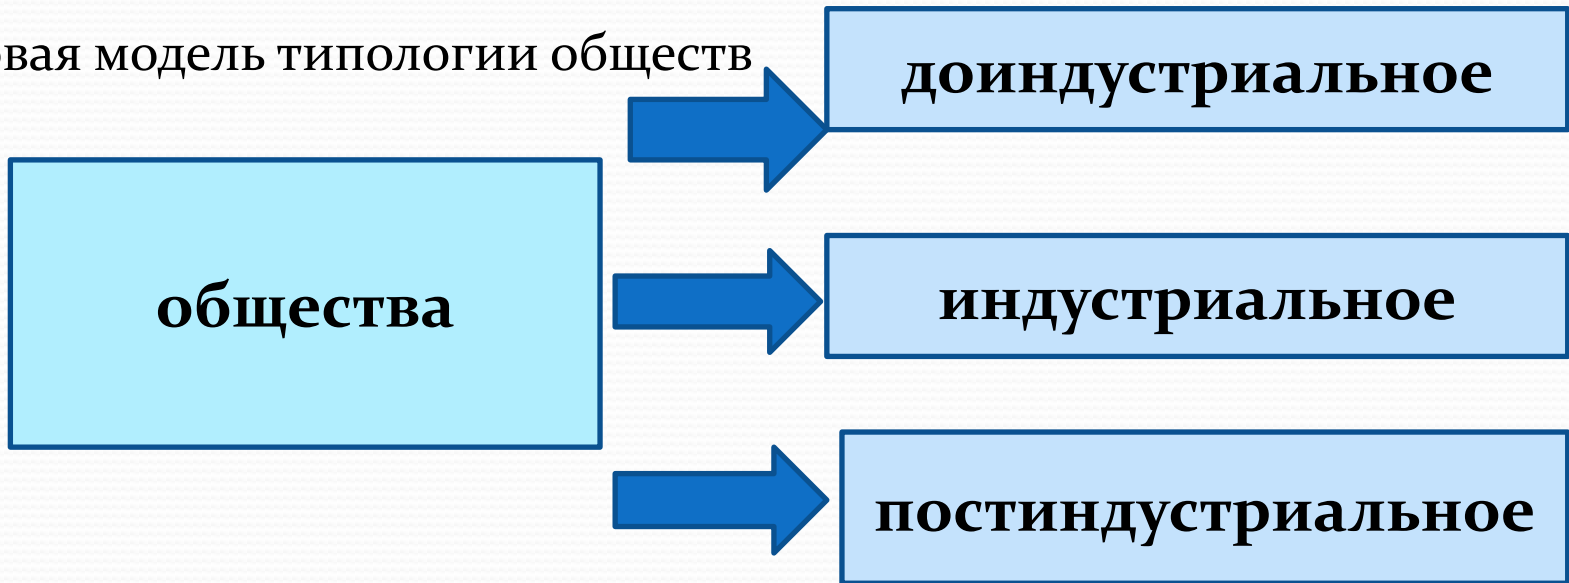 вая модель типологии обществ
доиндустриальное
общества
индустриальное
постиндустриальное